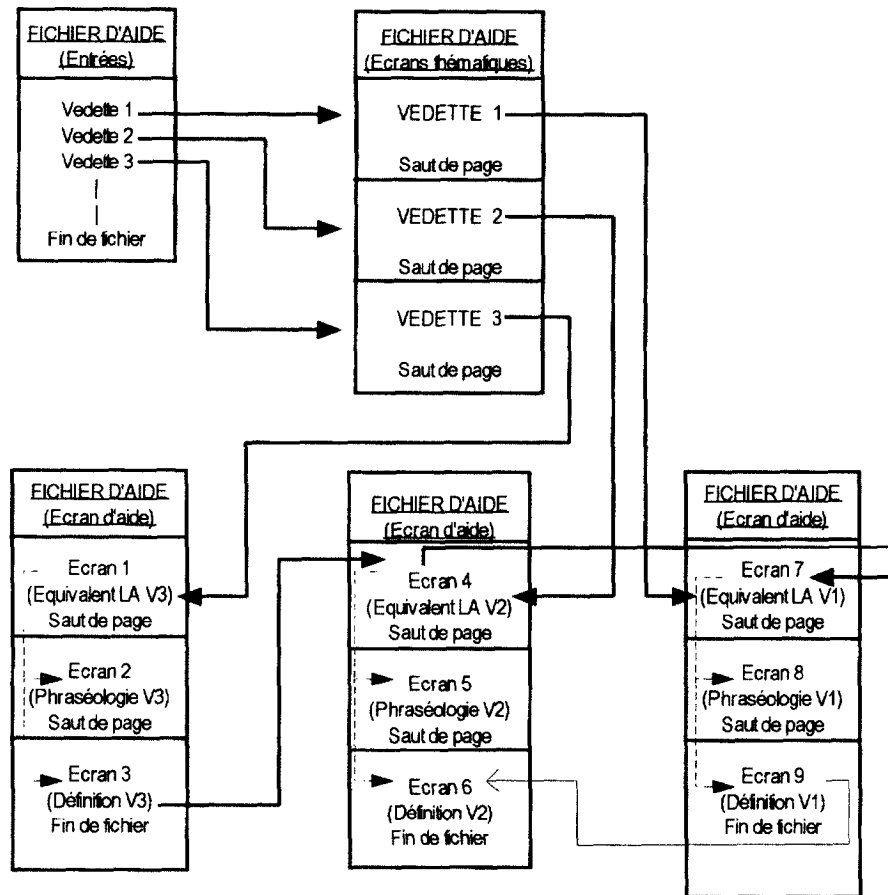 FICHIER D'AIDE
(Entrées)
Vedette 1
Vedette 2
Vedette 3
Fin de fichier
FICHIER D'AIDE
(Ecrans thématiques)
VEDETTE 1
Saut de page
VEDETTE 2
Saut de page
VEDETTE 3
Saut de page
FICHIER D'AIDE
(Ecran d'aide)
Ecran 1
(Equivalent LA V3)
Saut de page
Ecran 2
(Phraséologie V3)
Saut de page
Ecran 3
(Définition V3)
Fin de fichier
FICHIER D'AIDE
(Ecran d'aide)
Ecran 4
(Equivalent LA V2)
Saut de page
Ecran 5
(Phraséologie V2)
Saut de page
Ecran 6
(Définition V2)
Fin de fichier
FICHIER D'AIDE
(Ecran d'aide)
Ecran 7
(Equivalent LA V1)
Saut de page
Ecran 8
(Phraséologie V1)
Saut de page
Ecran 9
(Définition V1)
Fin de fichier